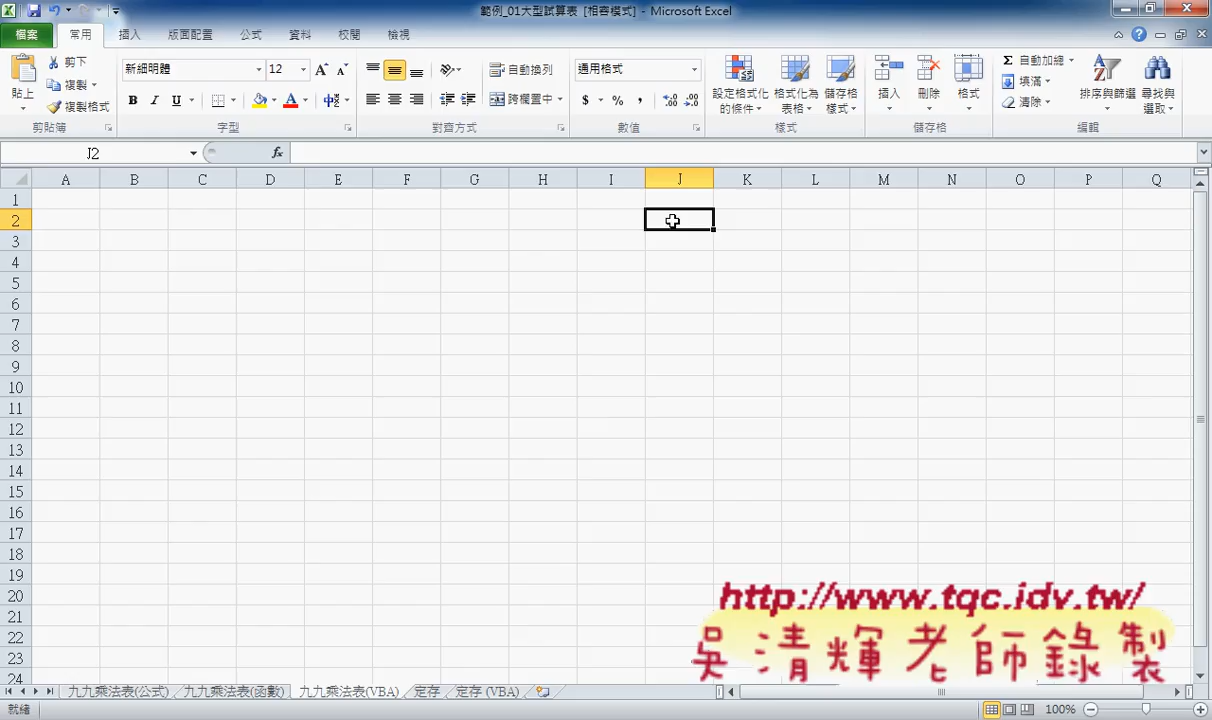 範例_01大型試算表 [相容模式] - Microsoft Excel
檔案 常用 插入 版面配置 公式 資料 校閱 檢視
貼上 剪下 複製 複製格式 新細明體 12 自動換列 跨欄置中 通用格式 設定格式化的條件 格式化為表格 儲存格樣式 插入 刪除 格式 自動加總 填滿 清除 排序與篩選 尋找與選取
剪貼簿 字型 對齊方式 數值 樣式 儲存格 編輯
J2 fx
A B C D E F G H I J K L M N O P Q
1
2
3
4
5
6
7
8
9
10
11
12
13
14
15
16
17
18
19
20
21
22
23
24
http://www.tqc.idv.tw/
吳清輝老師錄製
九九乘法表(公式) 九九乘法表(函數) 九九乘法表(VBA) 定存 定存 (VBA)
就緒 100%